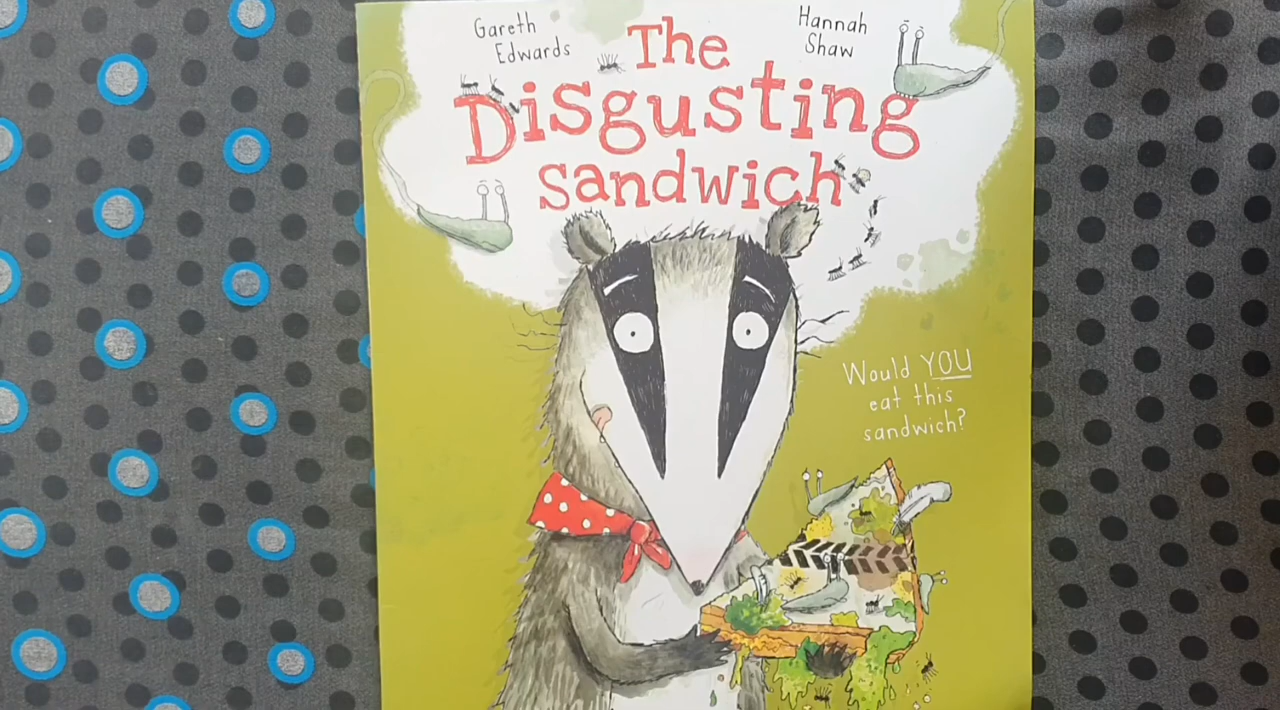 Gareth
Edwards
Hannah
Shaw
The
Disgusting
Sandwich
Would YOU
eat this
sandwich?